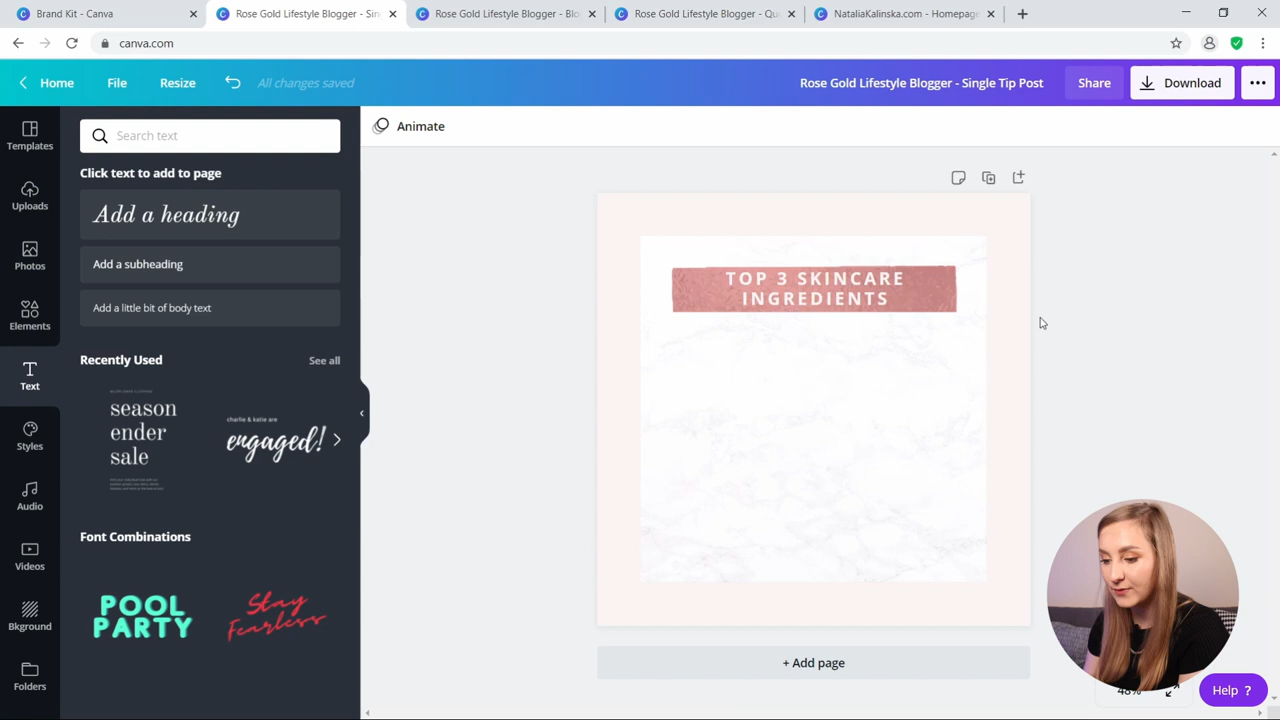 Brand Kit - Canva
Rose Gold Lifestyle Blogger - Sin
Rose Gold Lifestyle Blogger - Blo
Rose Gold Lifestyle Blogger - Qu
NataliaKalinska.com - Homepage
canva.com
Home
File
Resize
All changes saved
Rose Gold Lifestyle Blogger - Single Tip Post
Share
Download
Templates
Uploads
Photos
Elements
Text
Styles
Audio
Videos
Bkground
Folders
Search text
Click text to add to page
Add a heading
Add a subheading
Add a little bit of body text
Recently Used
See all
season
ender
sale
charlie & katie are
engaged!
Font Combinations
POOL
PARTY
Stay
Fearless
Animate
TOP 3 SKINCARE
INGREDIENTS
+ Add page
48%
Help ?